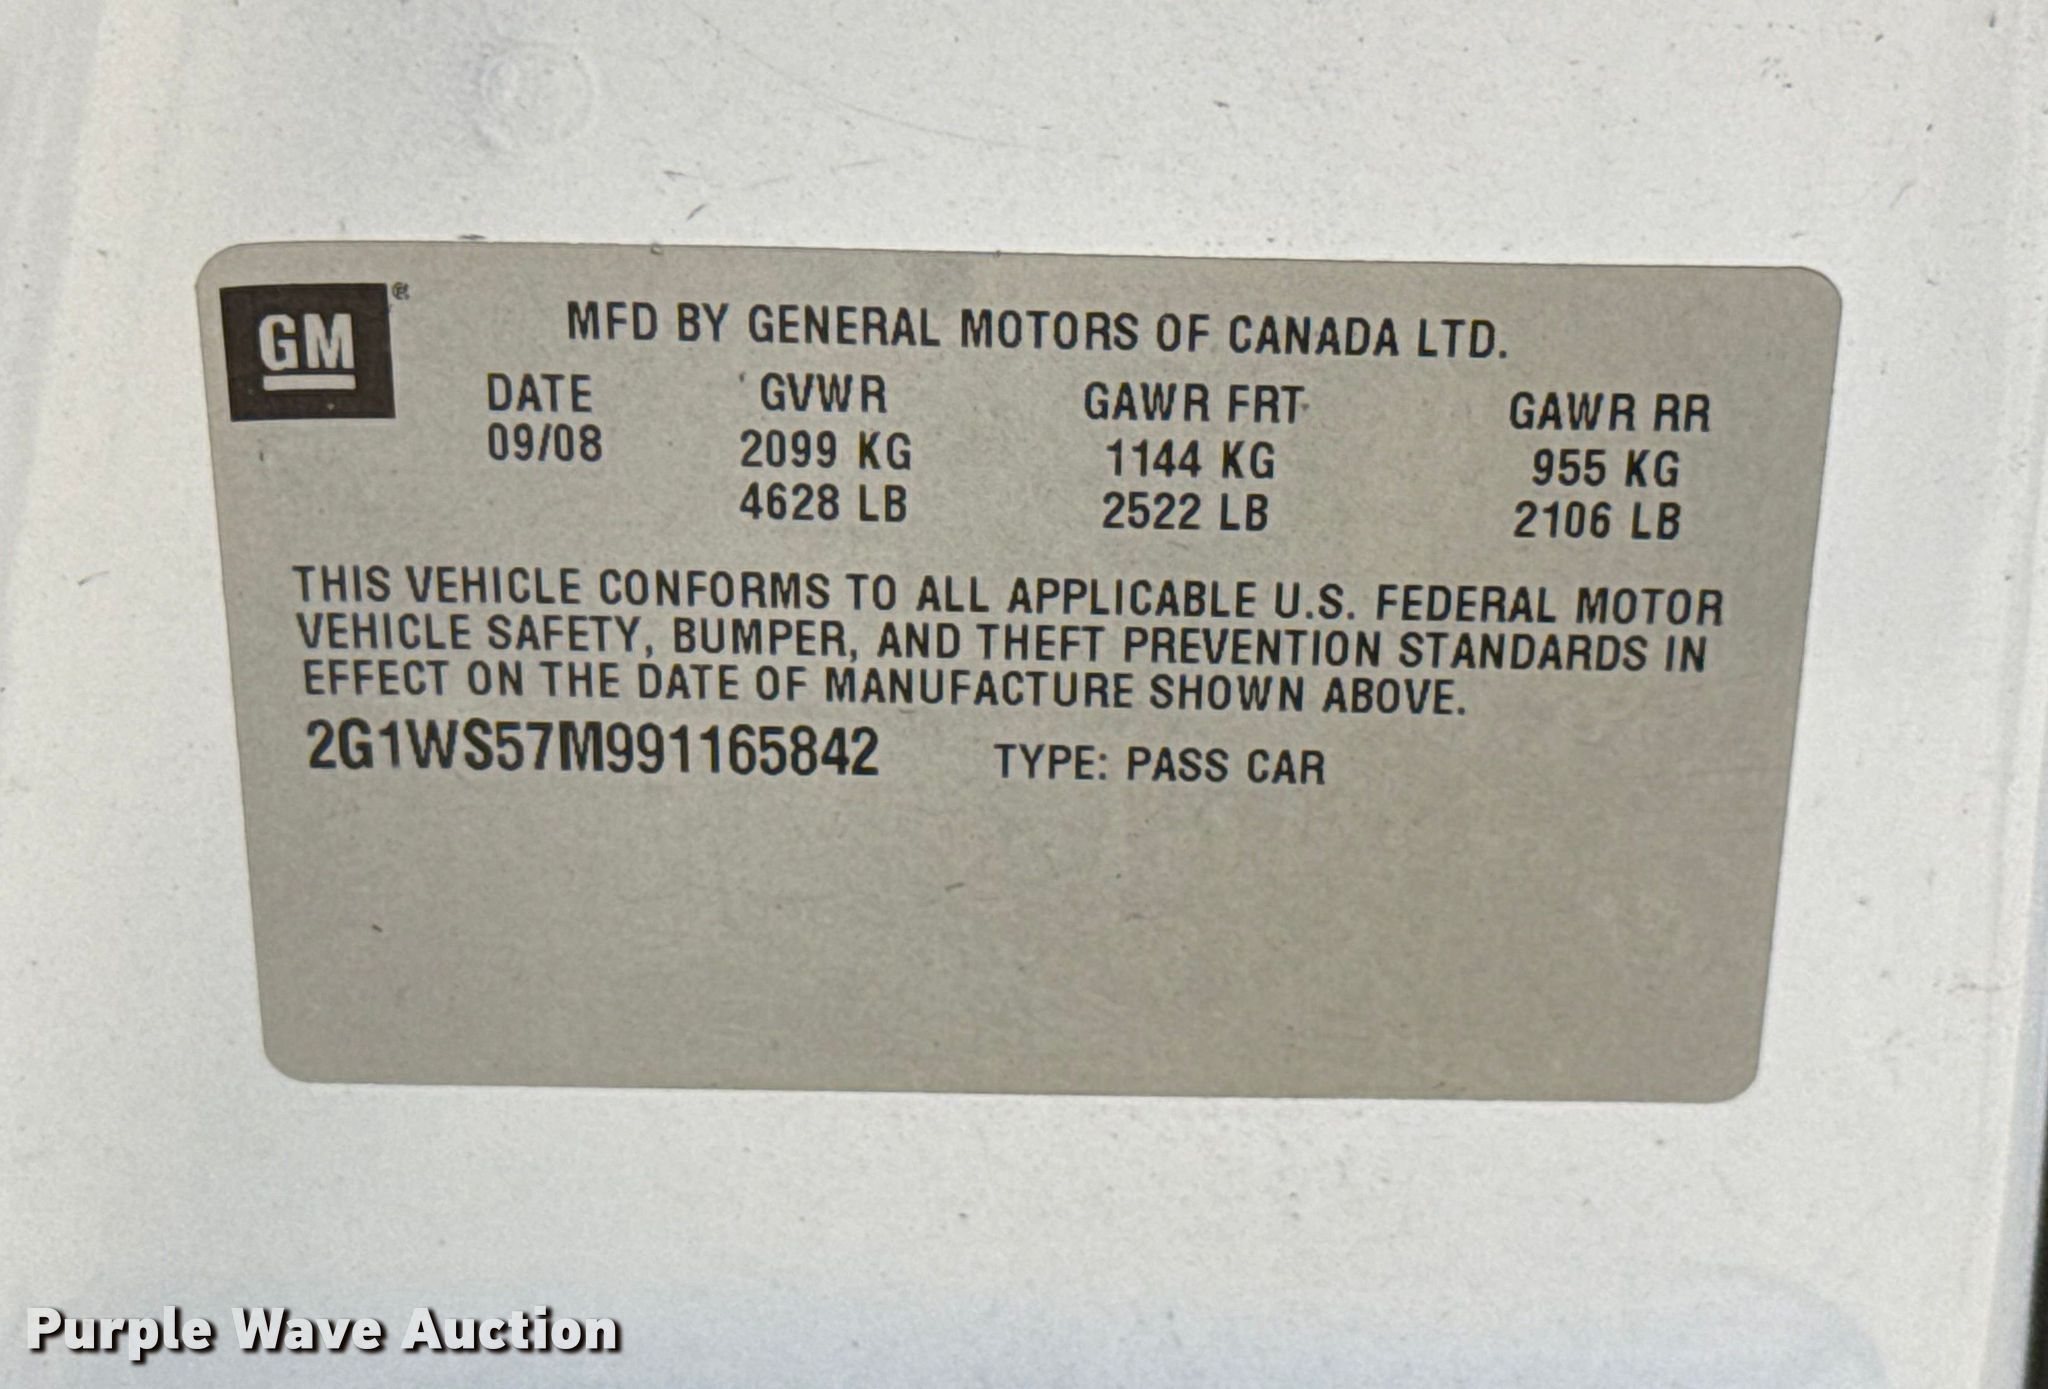 GM ®
MFD BY GENERAL MOTORS OF CANADA LTD.
DATE GVWR GAWR FRT GAWR RR
09/08 2099 KG 1144 KG 955 KG
4628 LB 2522 LB 2106 LB
THIS VEHICLE CONFORMS TO ALL APPLICABLE U.S. FEDERAL MOTOR
VEHICLE SAFETY, BUMPER, AND THEFT PREVENTION STANDARDS IN
EFFECT ON THE DATE OF MANUFACTURE SHOWN ABOVE.
2G1WS57M991165842 TYPE: PASS CAR
Purple Wave Auction